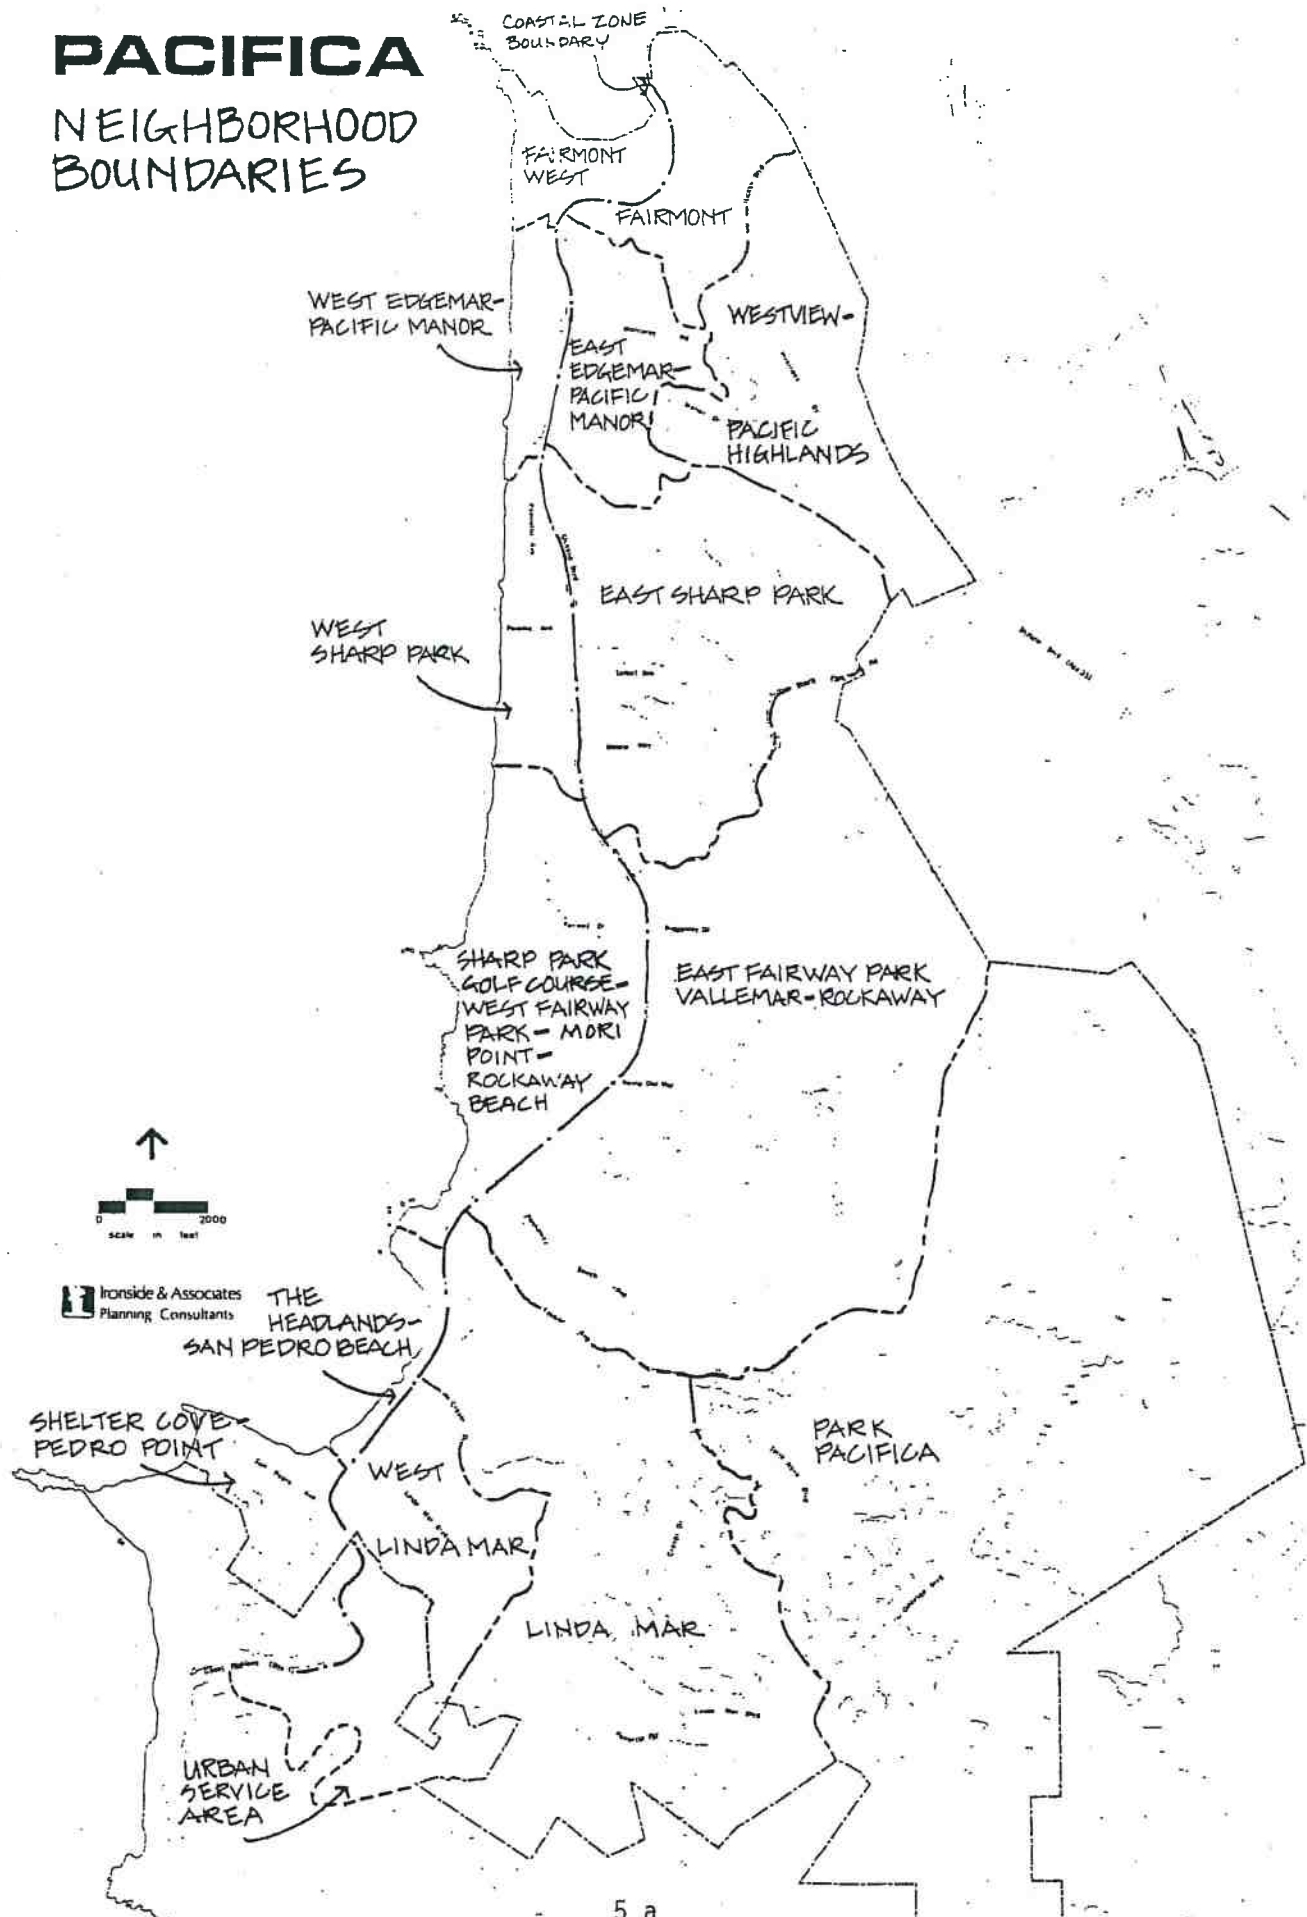 PACIFICA
NEIGHBORHOOD
BOUNDARIES
COASTAL ZONE
BOUNDARY
FAIRMONT
WEST
FAIRMONT
WEST EDGEMAR-
PACIFIC MANOR
WESTVIEW-
EAST
EDGEMAR-
PACIFIC
MANOR
PACIFIC
HIGHLANDS
EAST SHARP PARK
WEST
SHARP PARK
SHARP PARK
GOLF COURSE-
WEST FAIRWAY
PARK- MORI
POINT-
ROCKAWAY
BEACH
EAST FAIRWAY PARK
VALLEMAR-ROCKAWAY
0 2000
scale in feet
Ironside & Associates
Planning Consultants
THE
HEADLANDS-
SAN PEDRO BEACH
SHELTER COVE-
PEDRO POINT
WEST
LINDA MAR
PARK
PACIFICA
LINDA MAR
URBAN
SERVICE
AREA
5 a